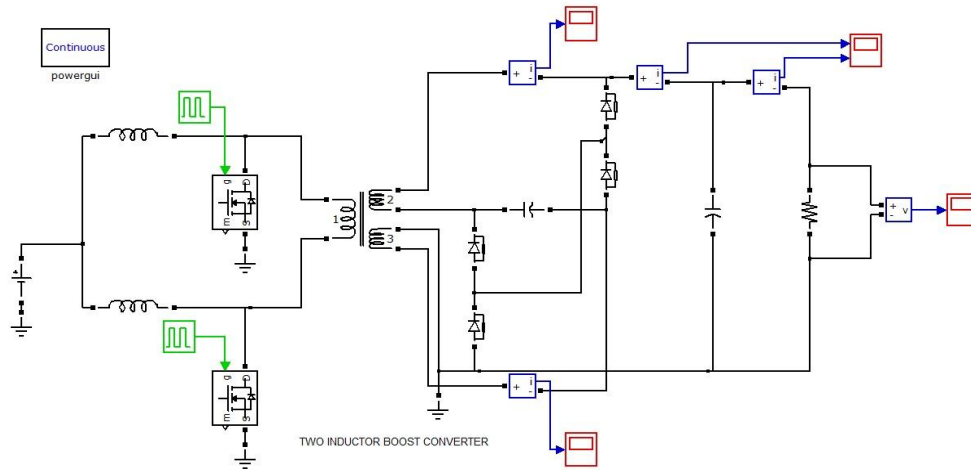 Continuous
powergui
+ i -
+ i -
+ i -
g
D
m
S
1
2
3
+ - v
g
D
m
S
+ i -
TWO INDUCTOR BOOST CONVERTER